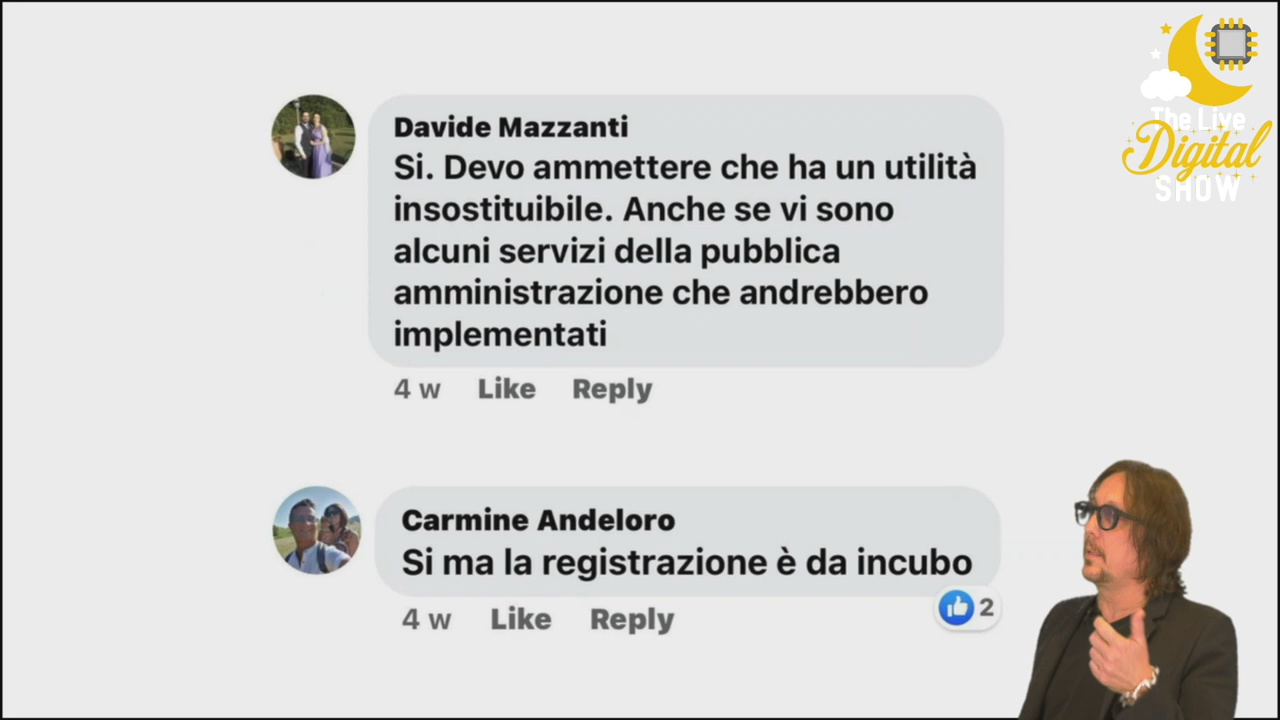 The Live
Digital
SHOW
Davide Mazzanti
Si. Devo ammettere che ha un utilità
insostituibile. Anche se vi sono
alcuni servizi della pubblica
amministrazione che andrebbero
implementati
4 w Like Reply
Carmine Andeloro
Si ma la registrazione è da incubo
2
4 w Like Reply